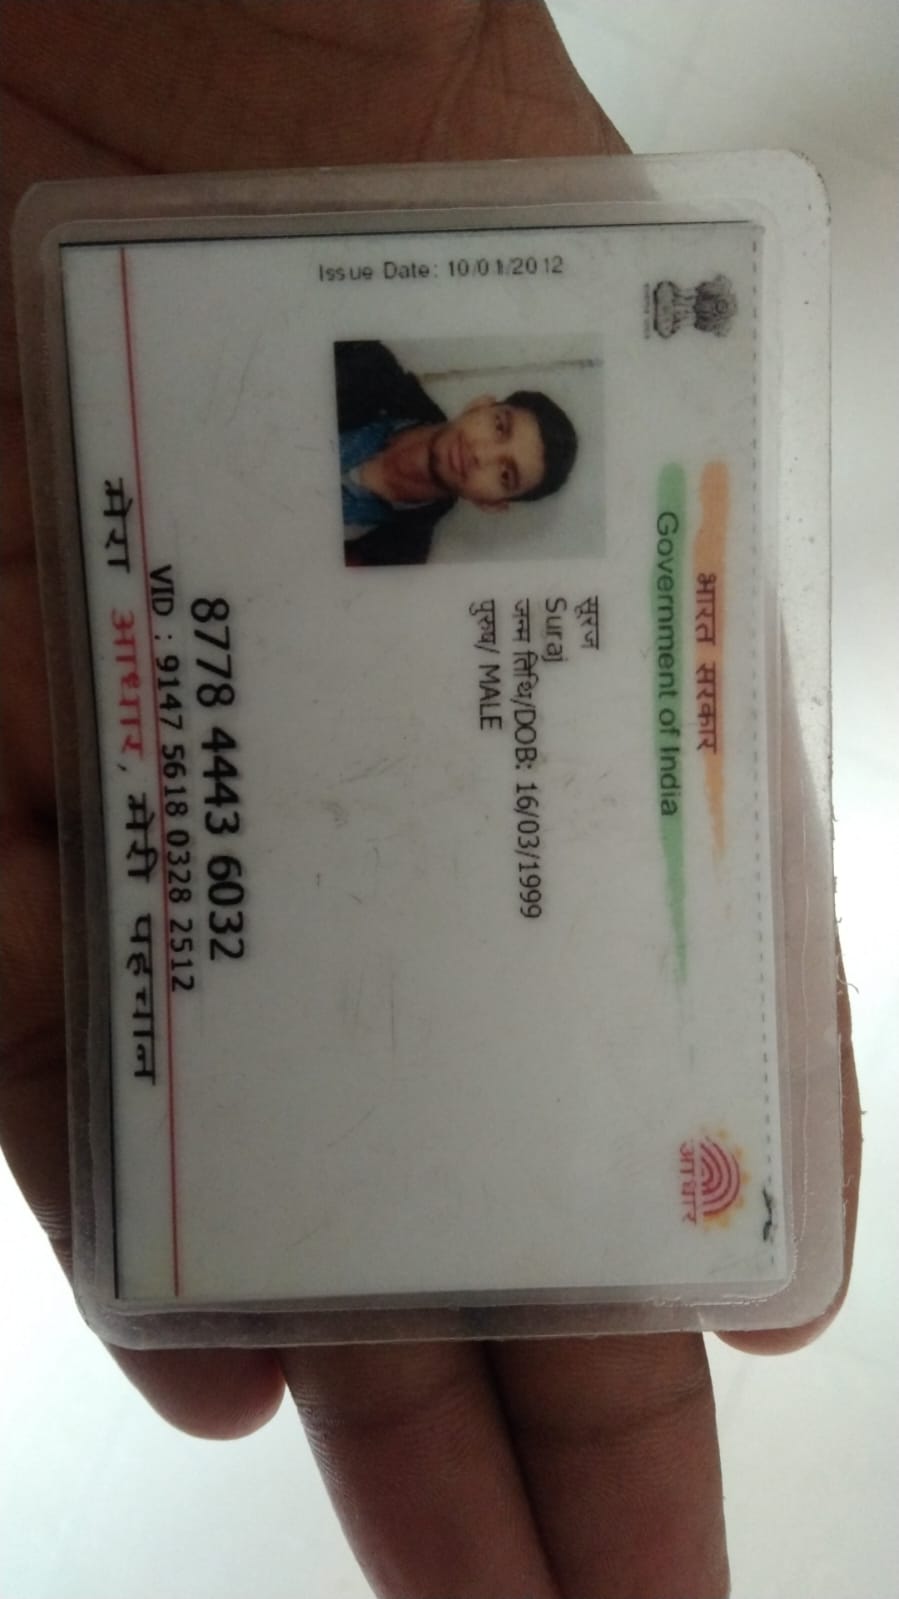 भारत सरकार
Government of India
Issue Date: 10/01/2012
सूरज
Suraj
जन्म तिथि/DOB: 16/03/1999
पुरुष/ MALE
8778 4443 6032
VID : 9147 5618 0328 2512
मेरा आधार, मेरी पहचान
आधार